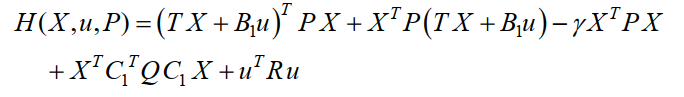 H(X,u,P) = (TX + B₁u)ᵀ PX + XᵀP(TX + B₁u) − γXᵀPX
+ XᵀC₁ᵀQC₁X + uᵀRu